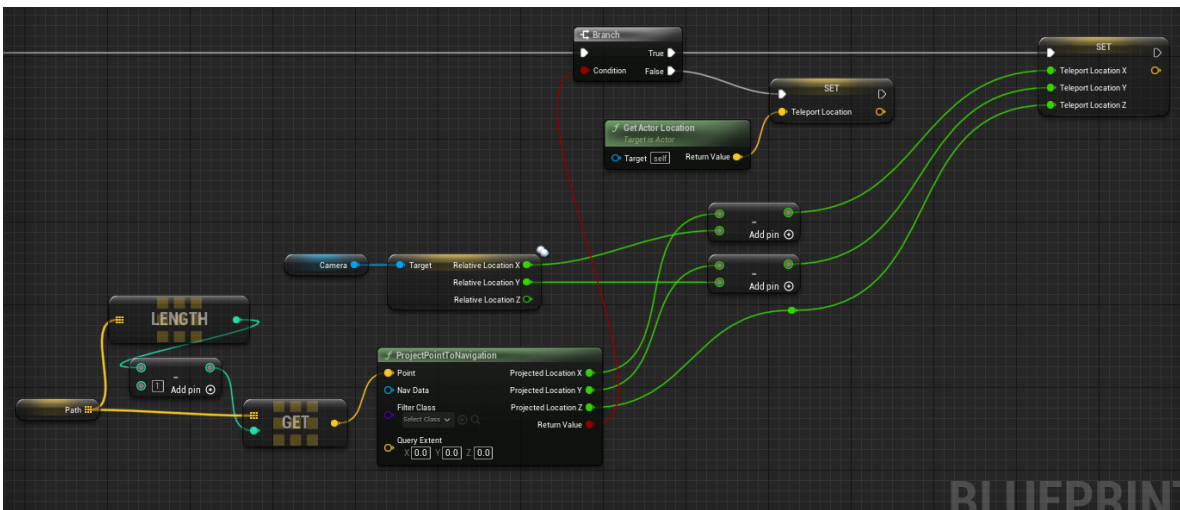 Branch
True
Condition
False
SET
Teleport Location X
Teleport Location Y
Teleport Location Z
SET
Teleport Location
Get Actor Location
Target is Actor
Target self
Return Value
-
Add pin
-
Add pin
Camera
Target
Relative Location X
Relative Location Y
Relative Location Z
LENGTH
-
1
Add pin
Path
GET
ProjectPointToNavigation
Point
Projected Location X
Nav Data
Projected Location Y
Filter Class
Projected Location Z
Select Class
Return Value
Query Extent
X 0.0 Y 0.0 Z 0.0
BLUEPRINT